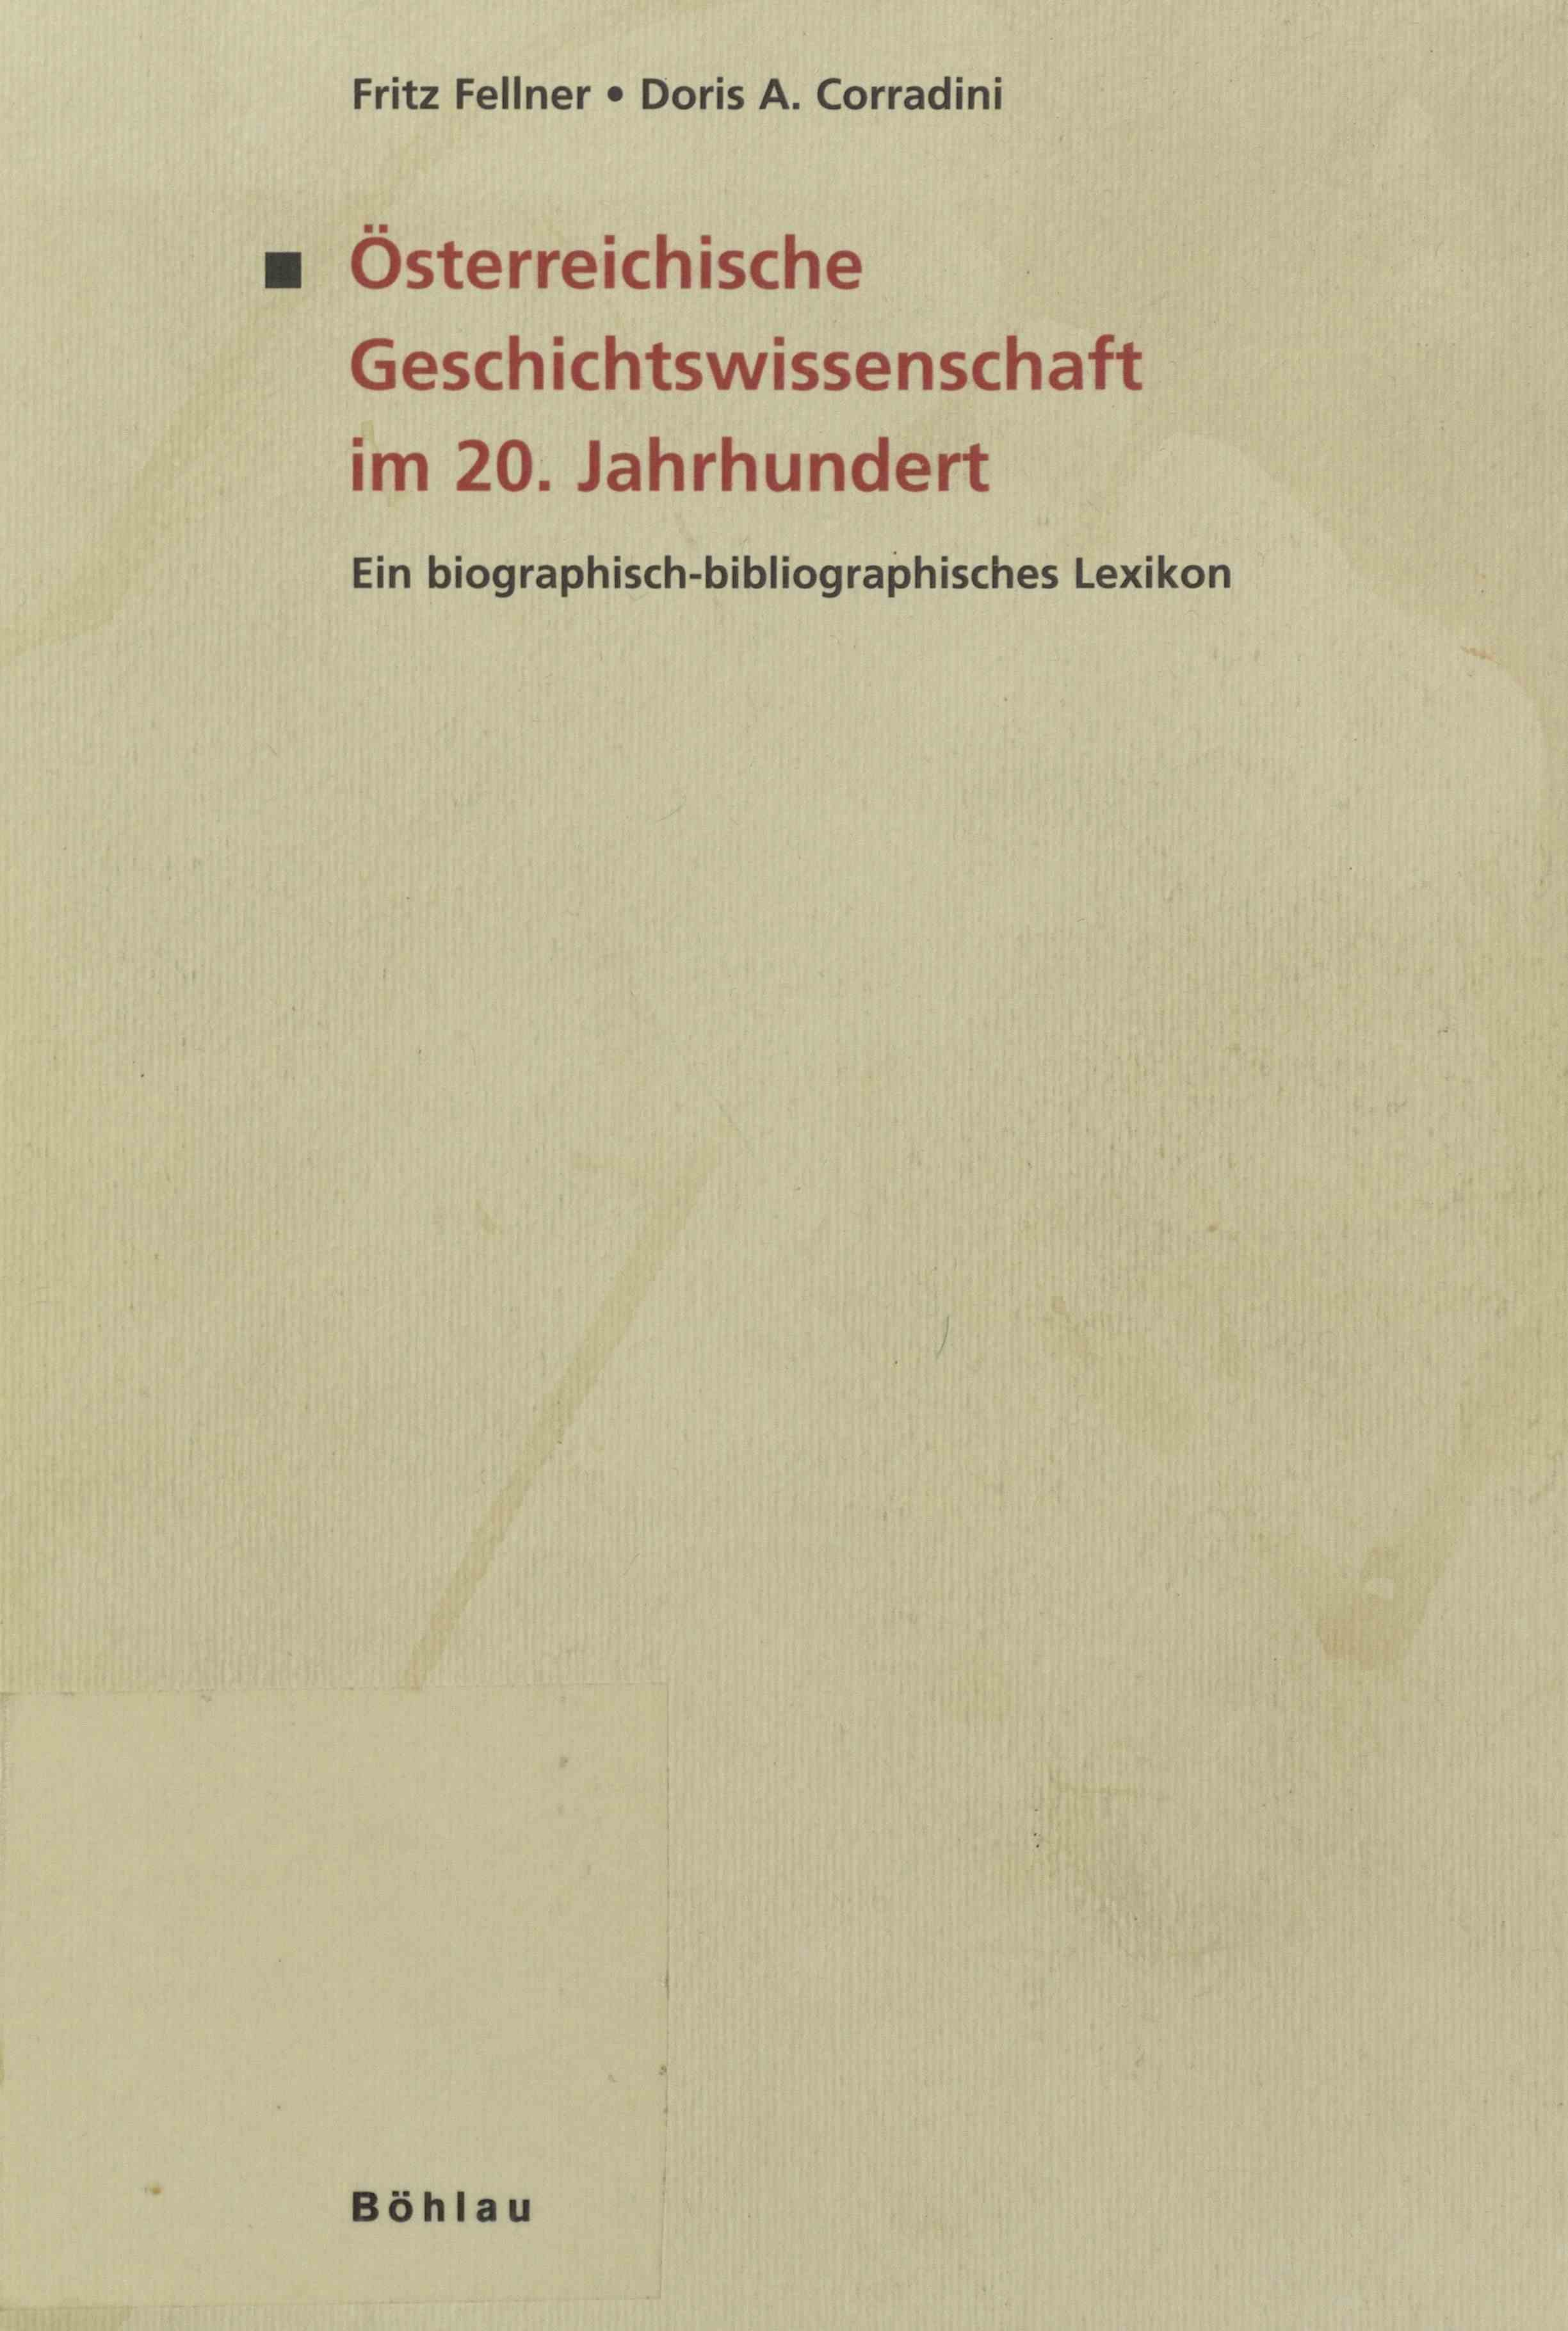 Fritz Fellner • Doris A. Corradini
■ Österreichische
Geschichtswissenschaft
im 20. Jahrhundert
Ein biographisch-bibliographisches Lexikon
Böhlau